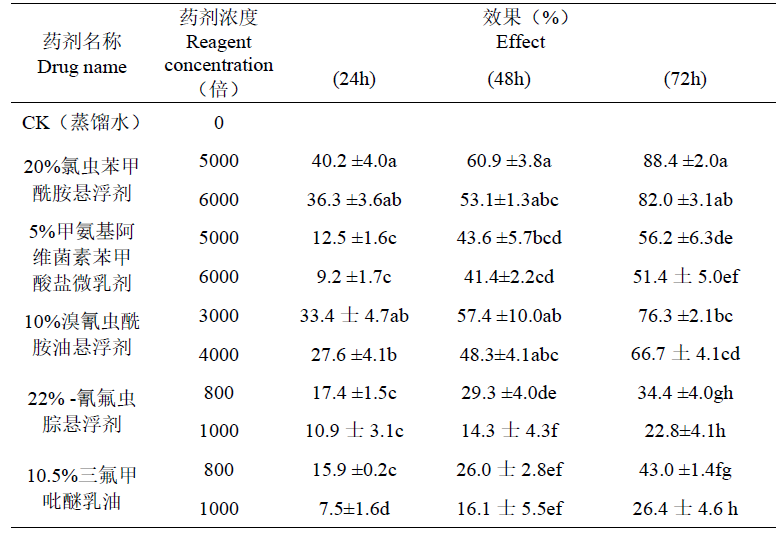 药剂名称
Drug name
药剂浓度
Reagent
concentration
（倍）
效果（%）
Effect
(24h) (48h) (72h)
CK（蒸馏水） 0
20%氯虫苯甲
酰胺悬浮剂
5000 40.2 ±4.0a 60.9 ±3.8a 88.4 ±2.0a
6000 36.3 ±3.6ab 53.1±1.3abc 82.0 ±3.1ab
5%甲氨基阿
维菌素苯甲
酸盐微乳剂
5000 12.5 ±1.6c 43.6 ±5.7bcd 56.2 ±6.3de
6000 9.2 ±1.7c 41.4±2.2cd 51.4 士 5.0ef
10%溴氰虫酰
胺油悬浮剂
3000 33.4 士 4.7ab 57.4 ±10.0ab 76.3 ±2.1bc
4000 27.6 ±4.1b 48.3±4.1abc 66.7 士 4.1cd
22% -氰氟虫
腙悬浮剂
800 17.4 ±1.5c 29.3 ±4.0de 34.4 ±4.0gh
1000 10.9 士 3.1c 14.3 士 4.3f 22.8±4.1h
10.5%三氟甲
吡醚乳油
800 15.9 ±0.2c 26.0 士 2.8ef 43.0 ±1.4fg
1000 7.5±1.6d 16.1 士 5.5ef 26.4 士 4.6 h